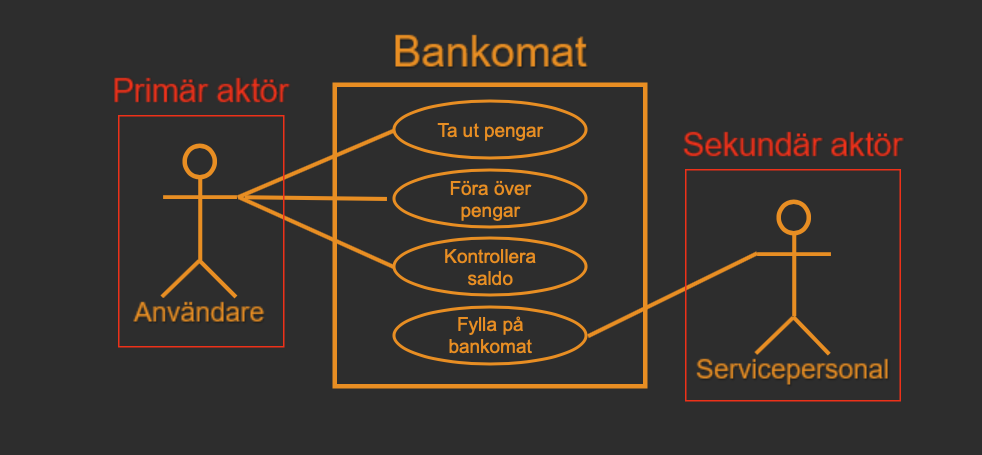 Bankomat
Primär aktör
Användare
Ta ut pengar
Föra över
pengar
Kontrollera
saldo
Fylla på
bankomat
Sekundär aktör
Servicepersonal